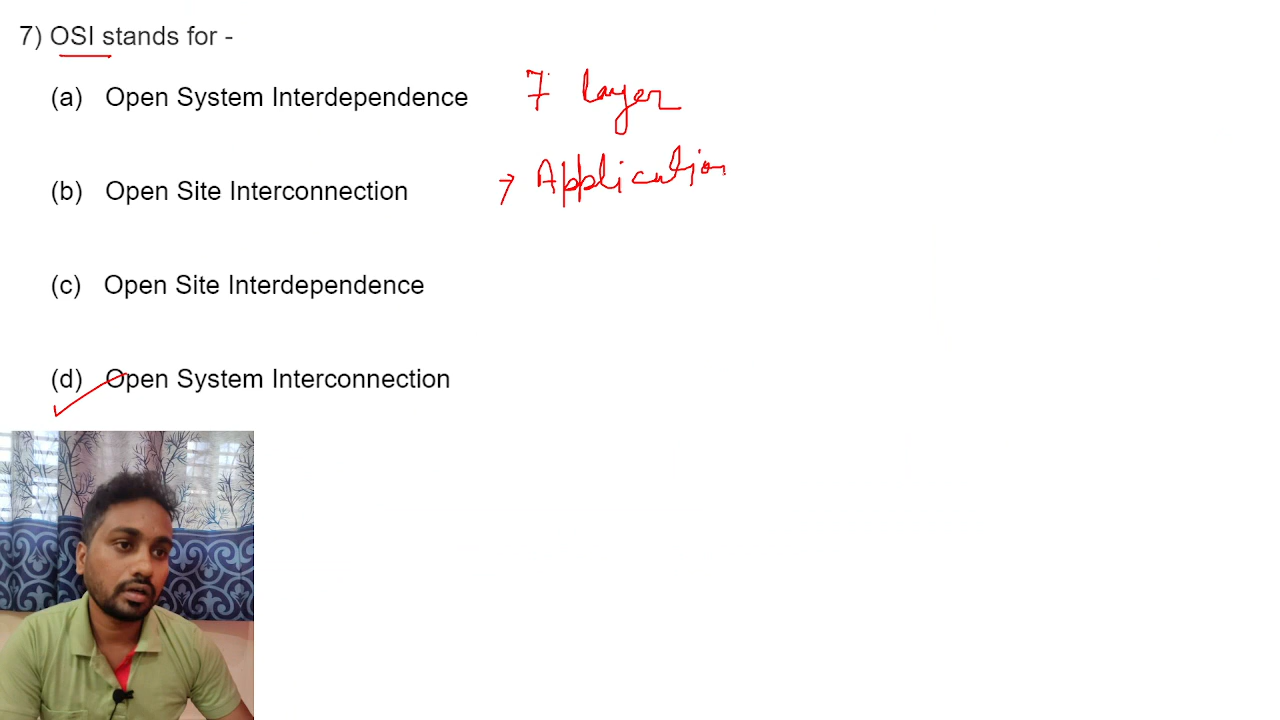 7) OSI stands for -
(a) Open System Interdependence
7 layer
(b) Open Site Interconnection
→ Application
(c) Open Site Interdependence
(d) Open System Interconnection